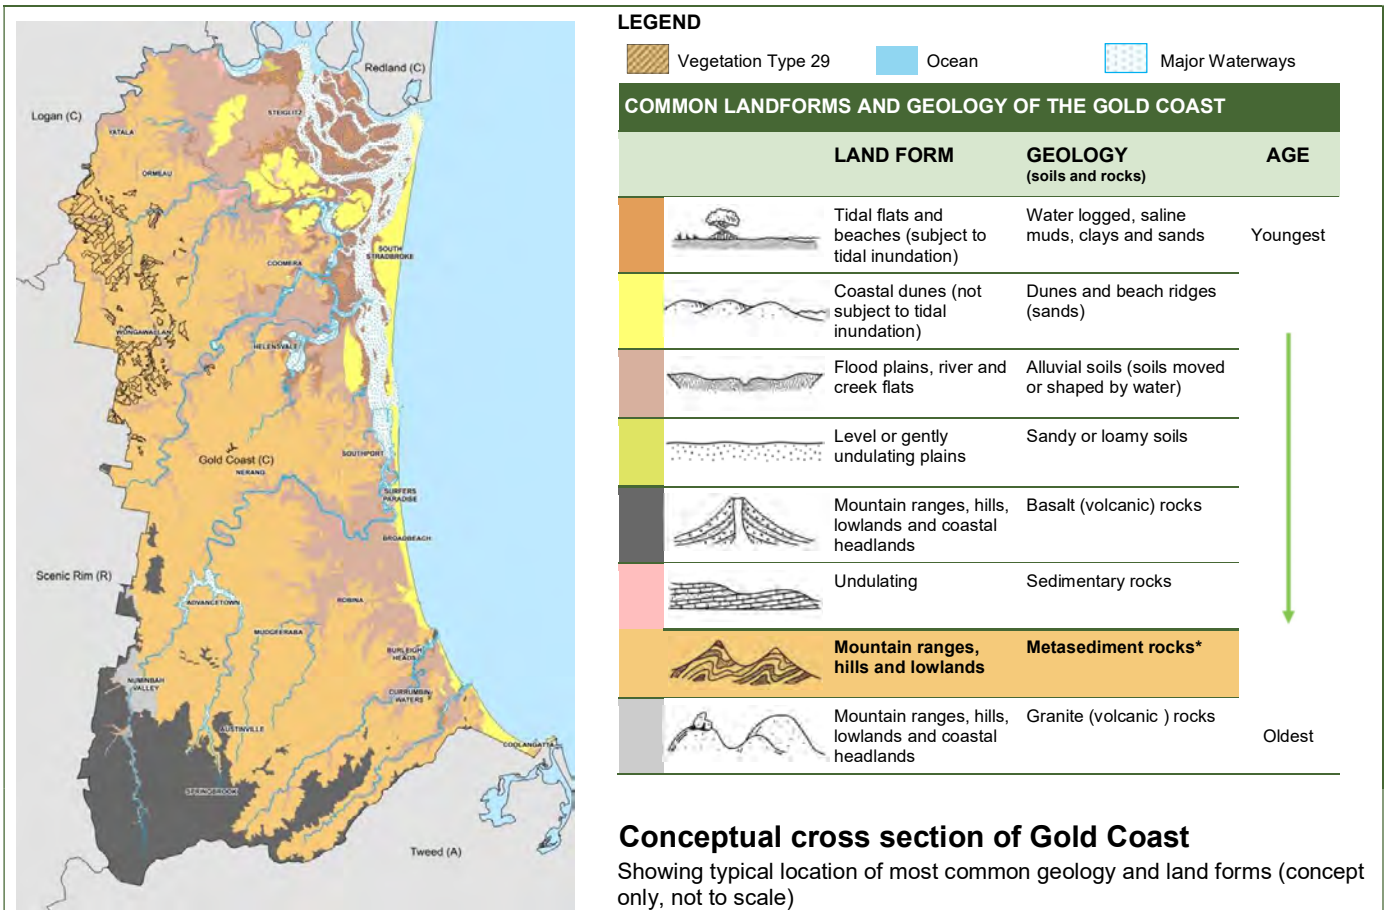 LEGEND
Vegetation Type 29
Ocean
Major Waterways
COMMON LANDFORMS AND GEOLOGY OF THE GOLD COAST
LAND FORM
GEOLOGY
(soils and rocks)
AGE
Tidal flats and
beaches (subject to
tidal inundation)
Water logged, saline
muds, clays and sands
Youngest
Coastal dunes (not
subject to tidal
inundation)
Dunes and beach ridges
(sands)
Flood plains, river and
creek flats
Alluvial soils (soils moved
or shaped by water)
Level or gently
undulating plains
Sandy or loamy soils
Mountain ranges, hills,
lowlands and coastal
headlands
Basalt (volcanic) rocks
Undulating
Sedimentary rocks
Mountain ranges,
hills and lowlands
Metasediment rocks*
Mountain ranges, hills,
lowlands and coastal
headlands
Granite (volcanic ) rocks
Oldest
Conceptual cross section of Gold Coast
Showing typical location of most common geology and land forms (concept
only, not to scale)
Redland (C)
Logan (C)
STEIGLITZ
YATALA
ORMEAU
SOUTH
STRADBROKE
COOMERA
WONGAWALLAN
HELENSVALE
SOUTHPORT
Gold Coast (C)
NERANG
SURFERS
PARADISE
BROADBEACH
Scenic Rim (R)
ADVANCETOWN
ROBINA
MUDGEERABA
BURLEIGH
HEADS
NUMINBAH
VALLEY
CURRUMBIN
WATERS
AUSTINVILLE
COOLANGATTA
SPRINGBROOK
Tweed (A)